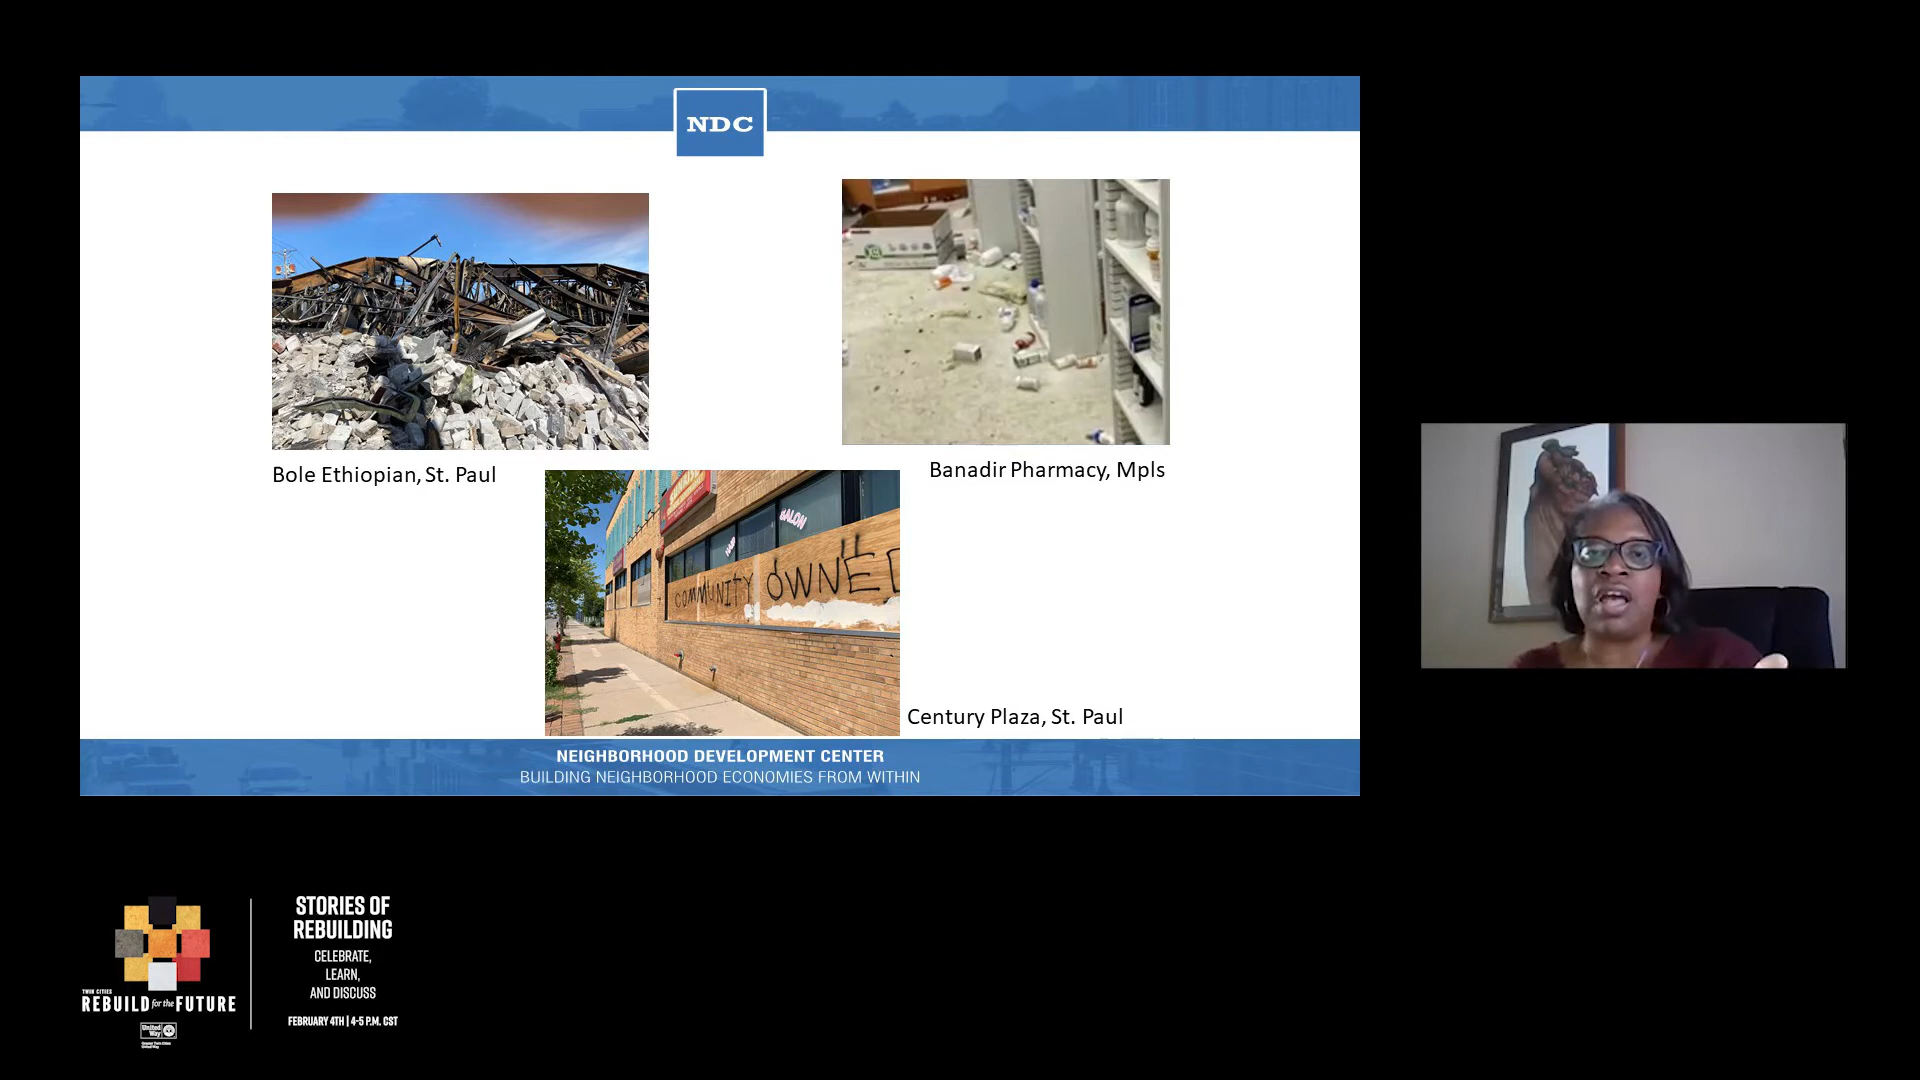 NDC
Bole Ethiopian, St. Paul
Banadir Pharmacy, Mpls
SALON
HAIR
COMMUNITY OWNED
Century Plaza, St. Paul
NEIGHBORHOOD DEVELOPMENT CENTER
BUILDING NEIGHBORHOOD ECONOMIES FROM WITHIN
TWIN CITIES
REBUILD for the FUTURE
United Way
Greater Twin Cities
United Way
STORIES OF
REBUILDING
CELEBRATE,
LEARN,
AND DISCUSS
FEBRUARY 4TH | 4-5 P.M. CST